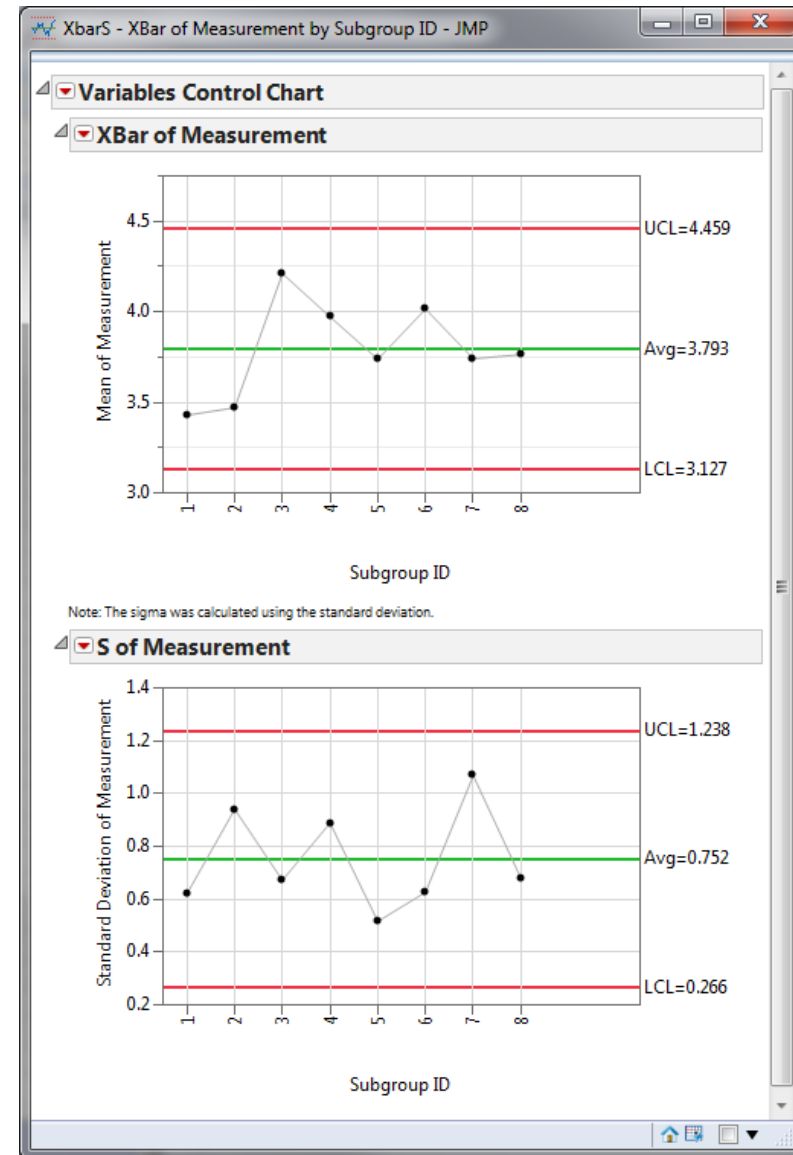 XbarS - XBar of Measurement by Subgroup ID - JMP
Variables Control Chart
XBar of Measurement
Mean of Measurement
4.5
4.0
3.5
3.0
UCL=4.459
Avg=3.793
LCL=3.127
1 2 3 4 5 6 7 8
Subgroup ID
Note: The sigma was calculated using the standard deviation.
S of Measurement
Standard Deviation of Measurement
1.4
1.2
1.0
0.8
0.6
0.4
0.2
UCL=1.238
Avg=0.752
LCL=0.266
1 2 3 4 5 6 7 8
Subgroup ID